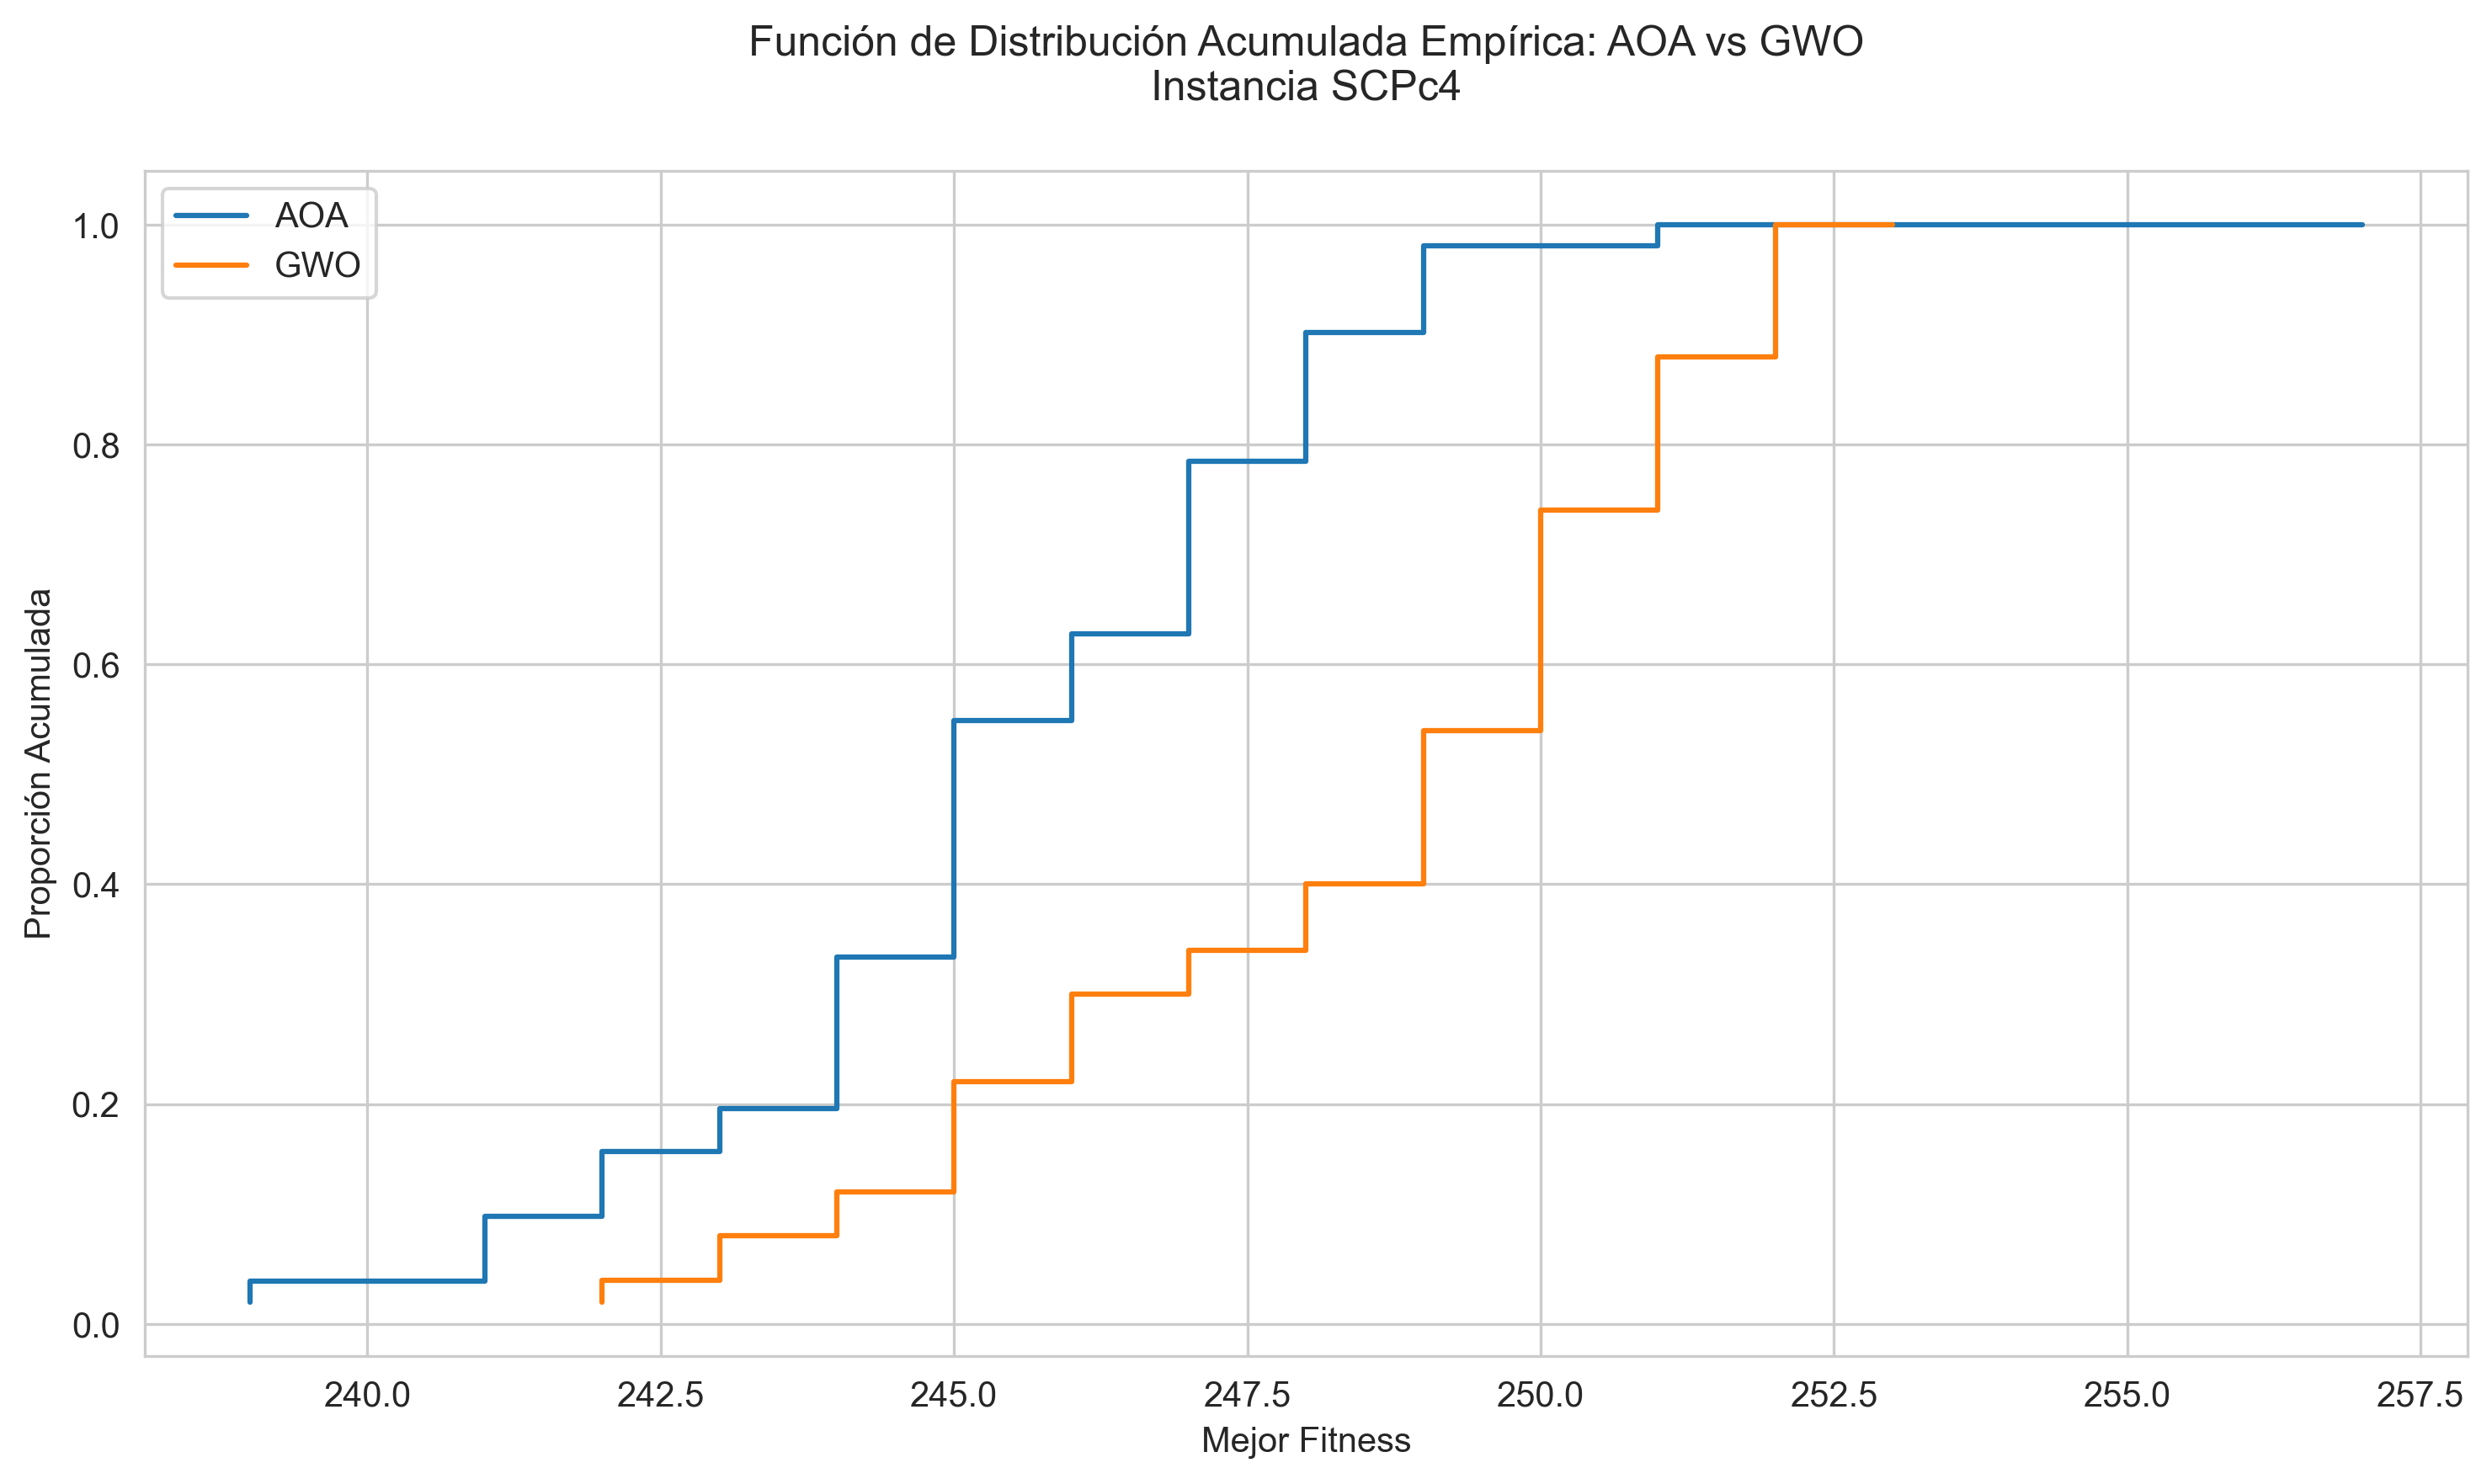 Función de Distribución Acumulada Empírica: AOA vs GWO
Instancia SCPc4
AOA
GWO
1.0
0.8
0.6
0.4
0.2
0.0
Proporción Acumulada
240.0
242.5
245.0
247.5
250.0
252.5
255.0
257.5
Mejor Fitness